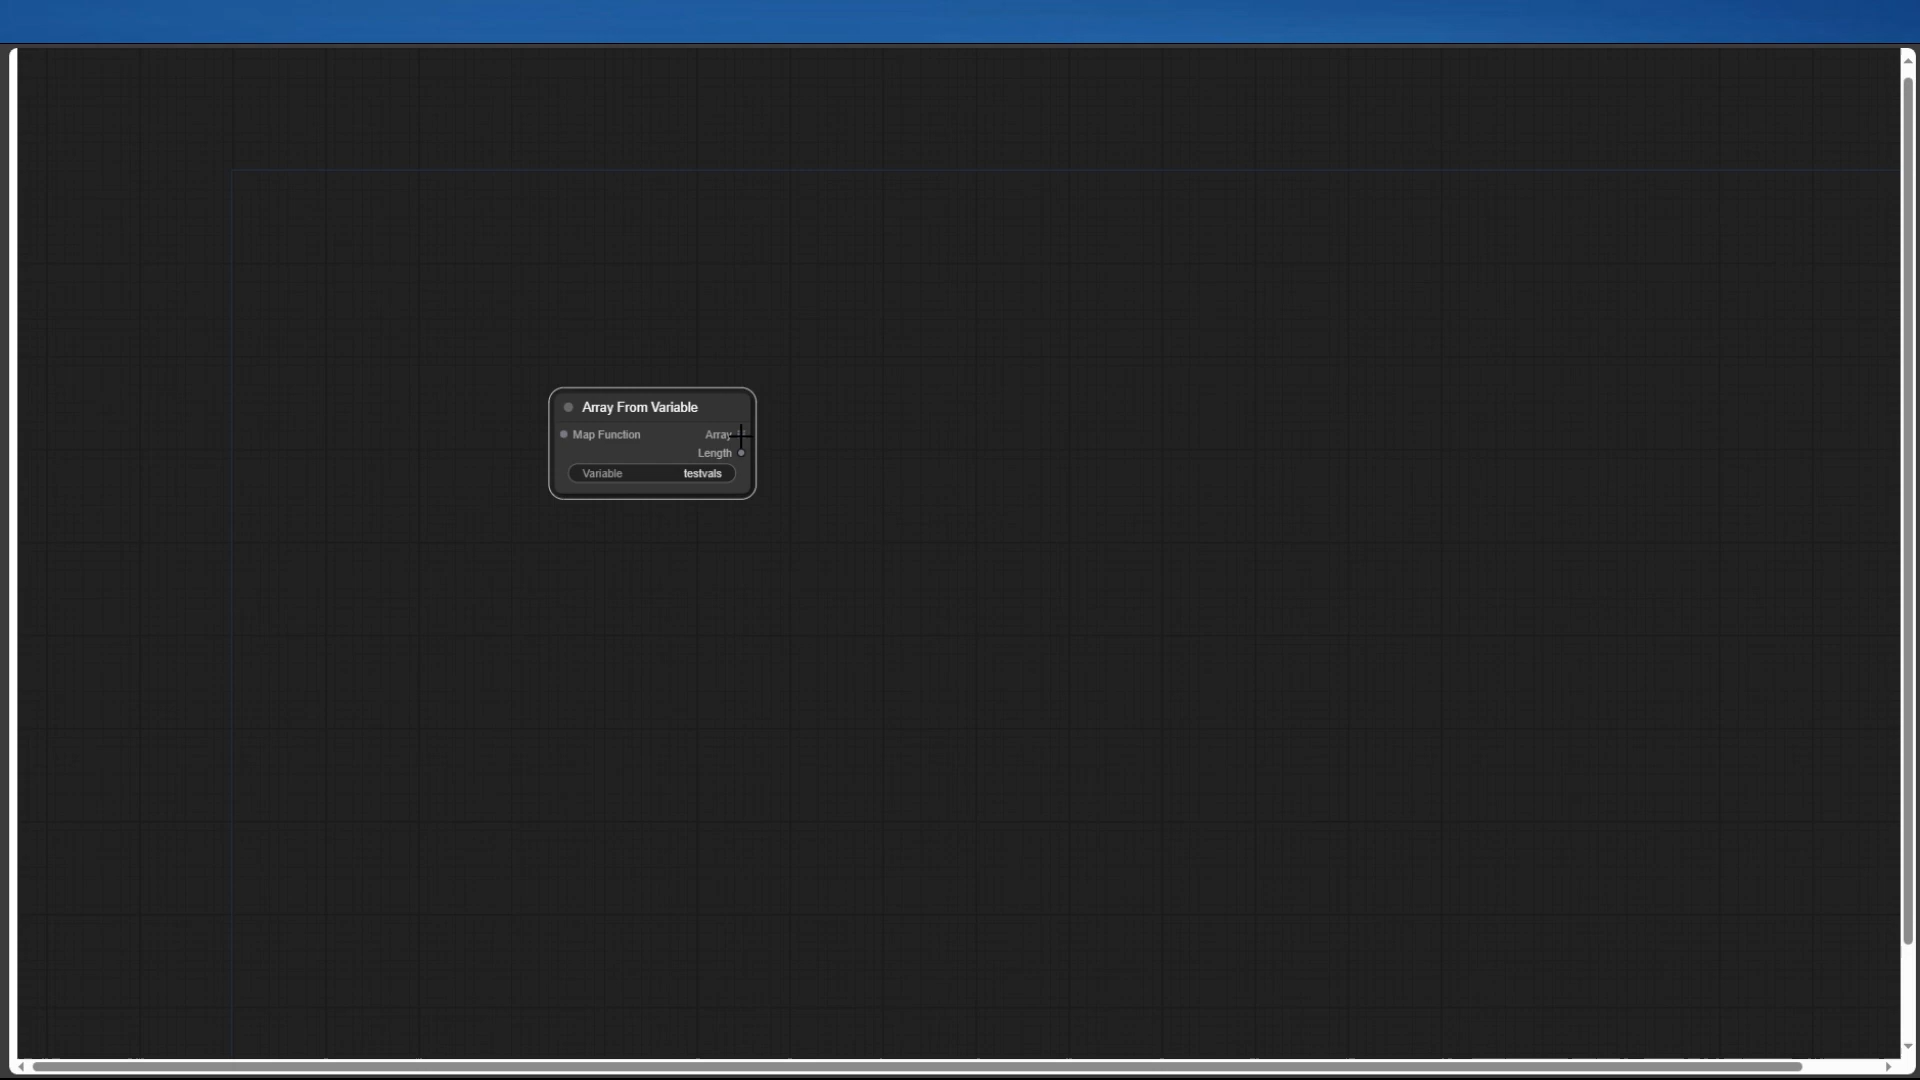 Array From Variable
Map Function Array
Length
Variable testvals